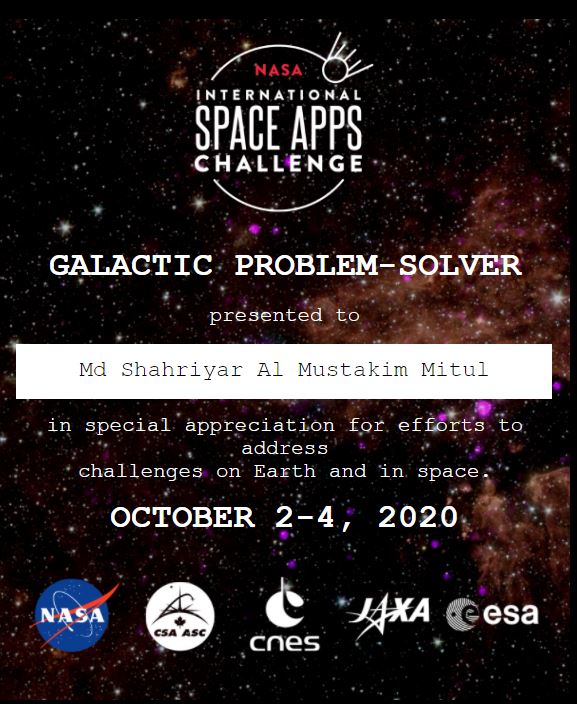 NASA
INTERNATIONAL
SPACE APPS
CHALLENGE
GALACTIC PROBLEM-SOLVER
presented to
Md Shahriyar Al Mustakim Mitul
in special appreciation for efforts to
address
challenges on Earth and in space.
OCTOBER 2-4, 2020
NASA CSA ASC cnes JAXA esa